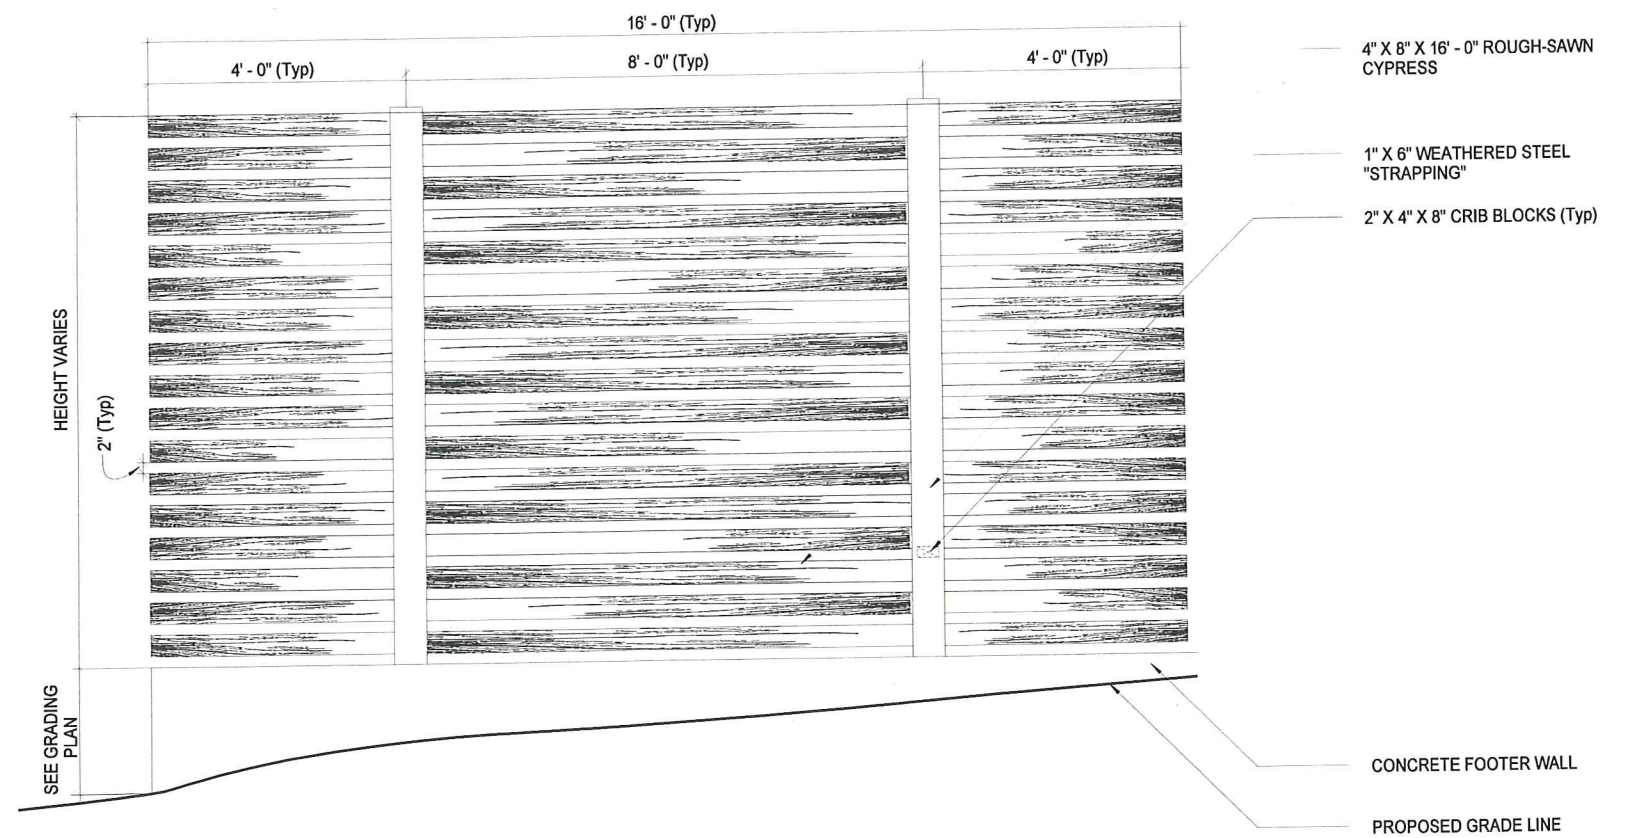 16' - 0" (Typ)
4' - 0" (Typ)
8' - 0" (Typ)
4' - 0" (Typ)
4" X 8" X 16' - 0" ROUGH-SAWN
CYPRESS
1" X 6" WEATHERED STEEL
"STRAPPING"
2" X 4" X 8" CRIB BLOCKS (Typ)
HEIGHT VARIES
2" (Typ)
SEE GRADING
PLAN
CONCRETE FOOTER WALL
PROPOSED GRADE LINE